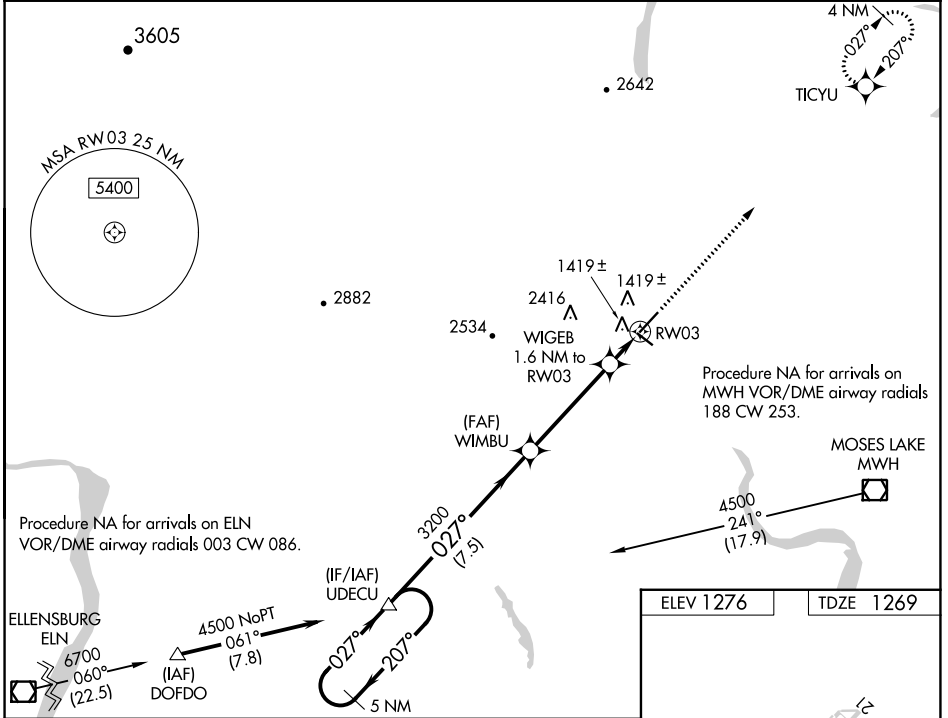 3605
4 NM
027°
207°
TICYU
2642
MSA RW03 25 NM
5400
1419±
1419±
2416
2882
2534
WIGEB
1.6 NM to
RW03
RW03
Procedure NA for arrivals on
MWH VOR/DME airway radials
188 CW 253.
(FAF)
WIMBU
MOSES LAKE
MWH
4500
241°
(17.9)
3200
027°
(7.5)
Procedure NA for arrivals on ELN
VOR/DME airway radials 003 CW 086.
(IF/IAF)
UDECU
ELLENSBURG
ELN
6700
060°
(22.5)
4500 NoPT
061°
(7.8)
(IAF)
DOFDO
027°
207°
5 NM
ELEV 1276
TDZE 1269
21